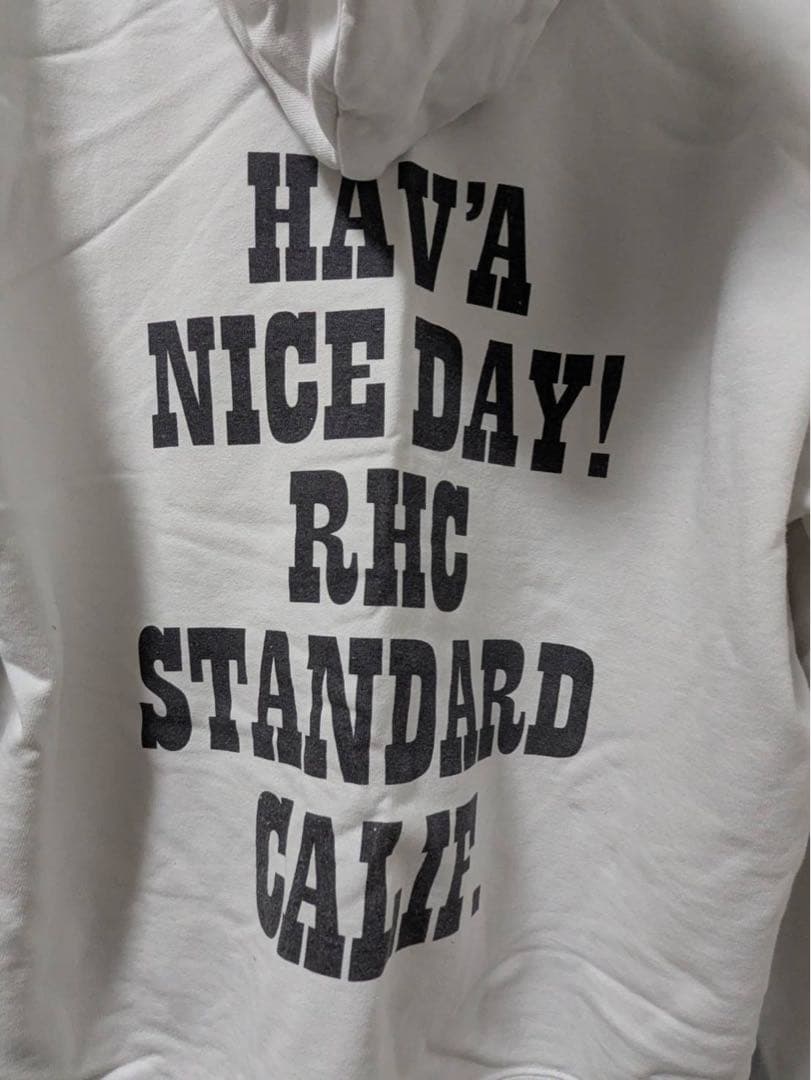 HAV'A
NICE DAY!
RHC
STANDARD
CALIF.